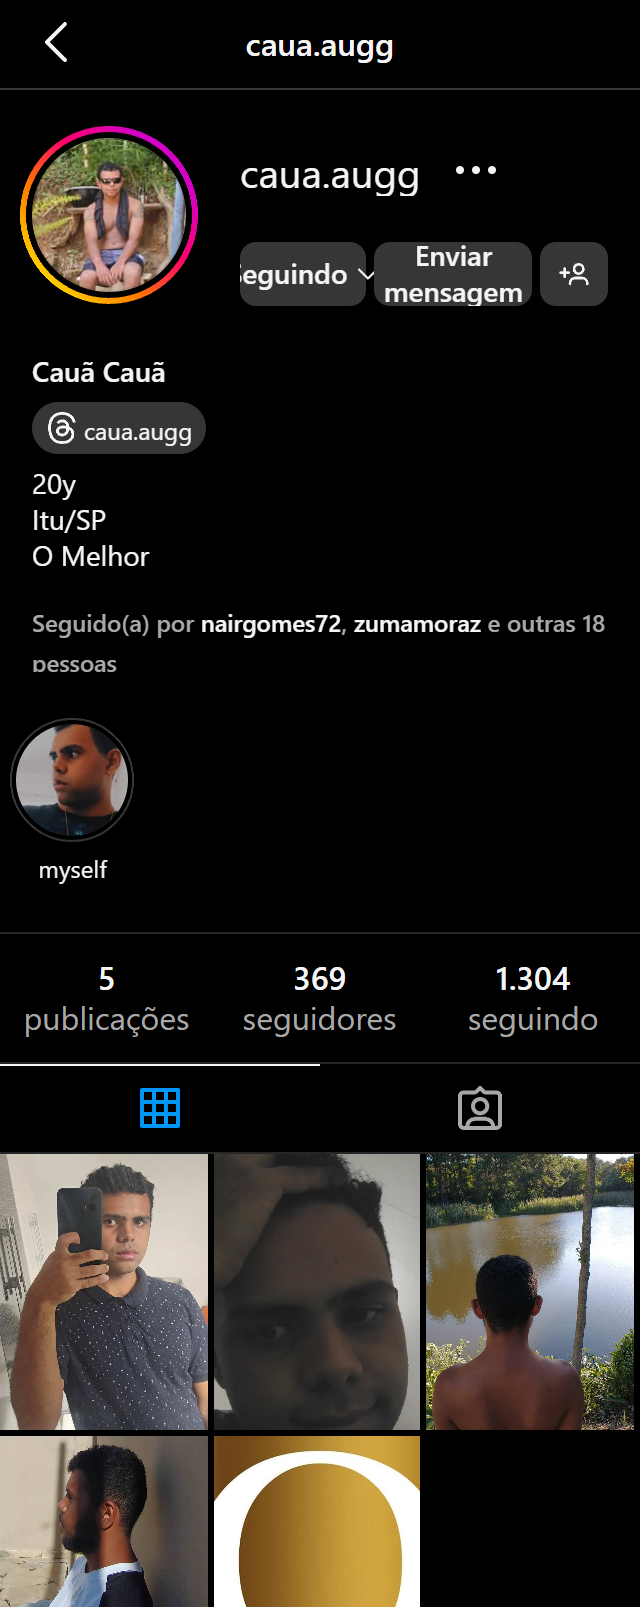 caua.augg
caua.augg
Seguindo
Enviar
mensagem
Cauã Cauã
caua.augg
20y
Itu/SP
O Melhor
Seguido(a) por nairgomes72, zumamoraz e outras 18
pessoas
myself
5
publicações
369
seguidores
1.304
seguindo